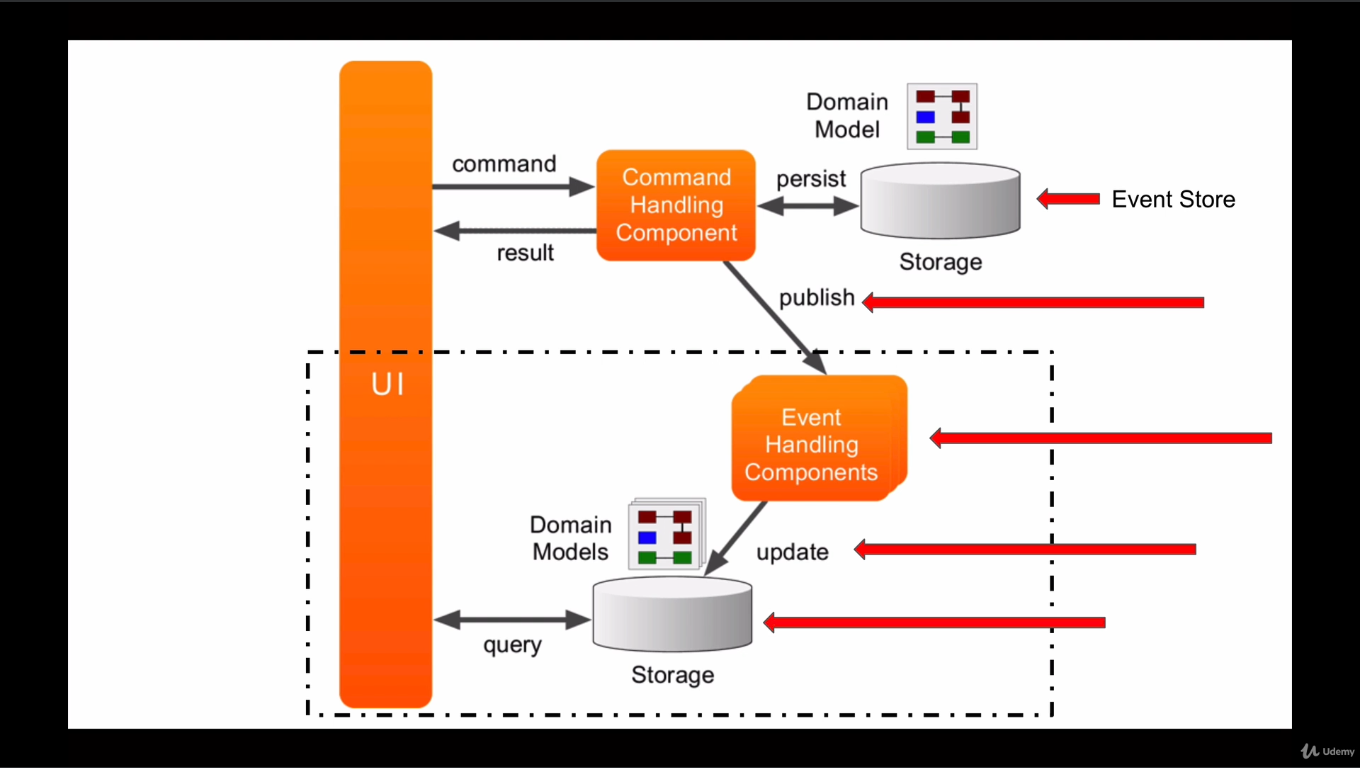 command
result
Command
Handling
Component
persist
Domain
Model
Storage
Event Store
publish
UI
Event
Handling
Components
Domain
Models
update
query
Storage
Udemy